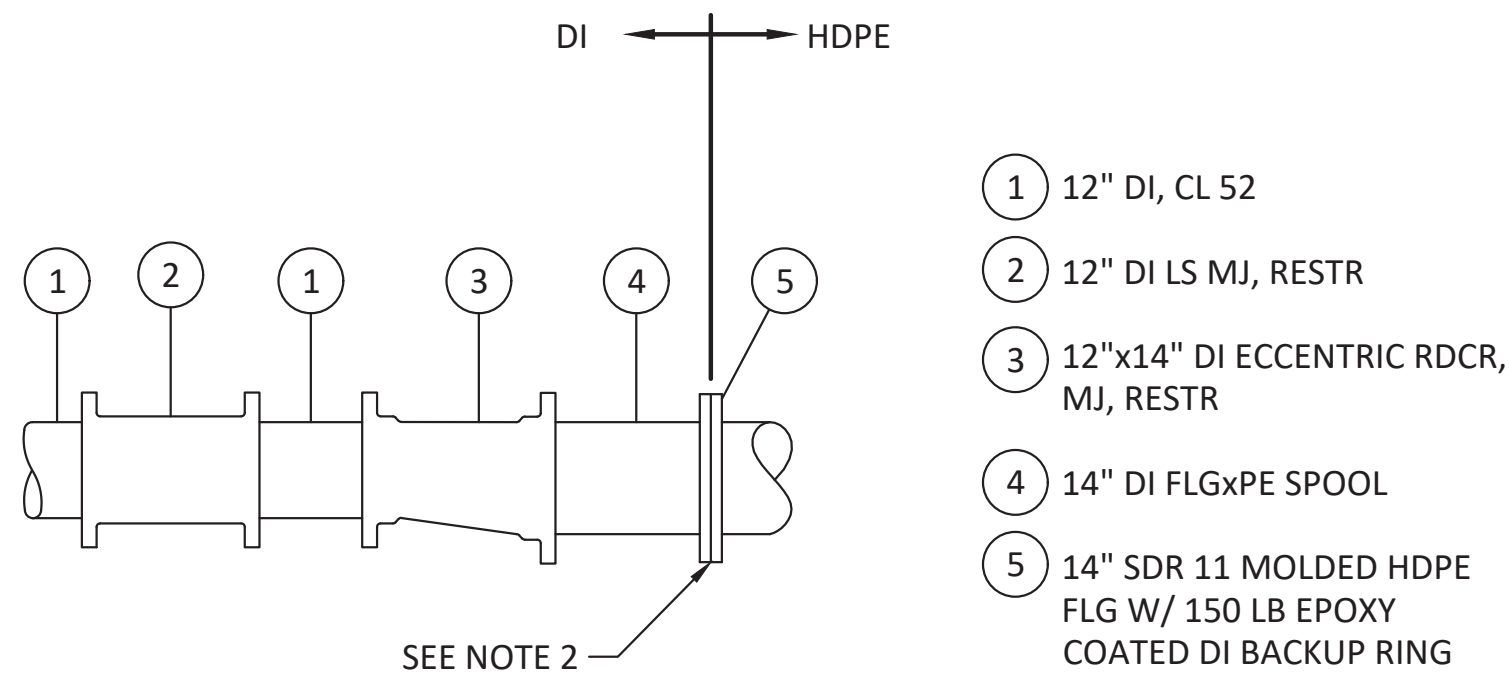 DI HDPE
1 2 1 3 4 5
SEE NOTE 2
1 12" DI, CL 52
2 12" DI LS MJ, RESTR
3 12"x14" DI ECCENTRIC RDCR,
MJ, RESTR
4 14" DI FLGxPE SPOOL
5 14" SDR 11 MOLDED HDPE
FLG W/ 150 LB EPOXY
COATED DI BACKUP RING